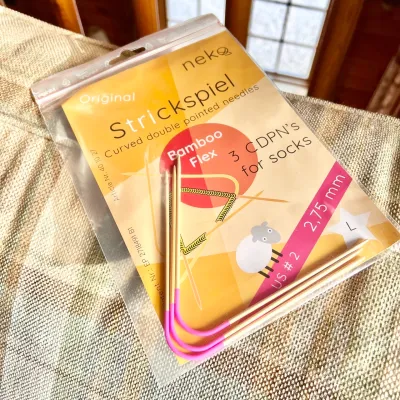 neko
Original
Strickspiel
Curved double pointed needles
Bamboo
Flex
3 CDPN's
for socks
2,75 mm
US # 2
L